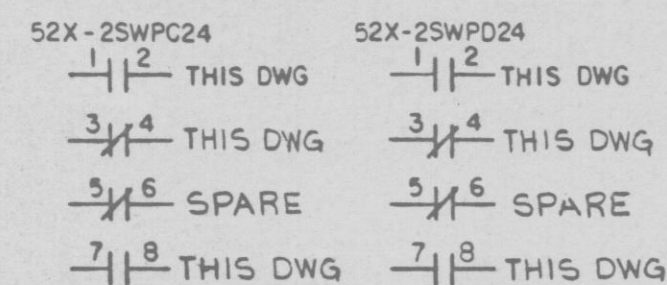 52X-2SWPC24
1 2 THIS DWG
3 4 THIS DWG
5 6 SPARE
7 8 THIS DWG
52X-2SWPD24
1 2 THIS DWG
3 4 THIS DWG
5 6 SPARE
7 8 THIS DWG